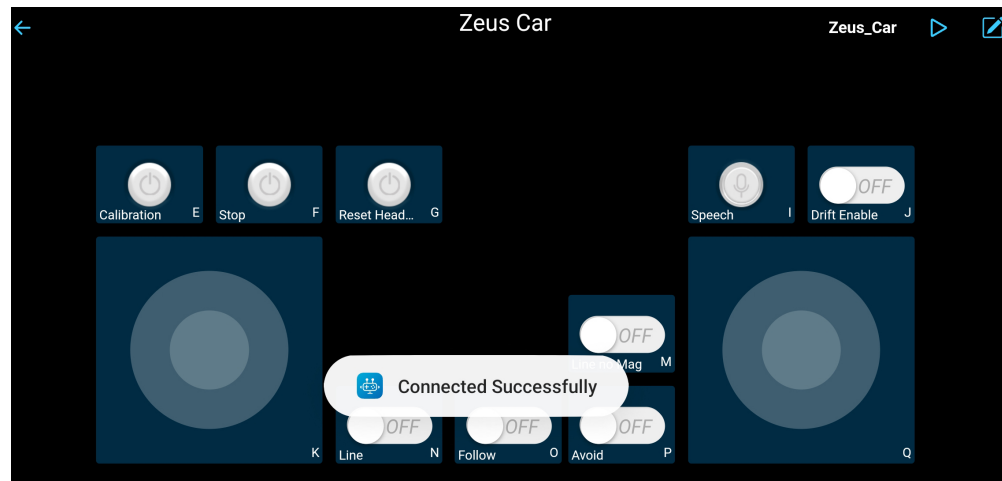 Zeus Car
Zeus_Car
Calibration E
Stop F
Reset Head... G
Speech I
OFF
Drift Enable J
OFF
Mag M
Connected Successfully
K
OFF
Line N
OFF
Follow O
OFF
Avoid P
Q